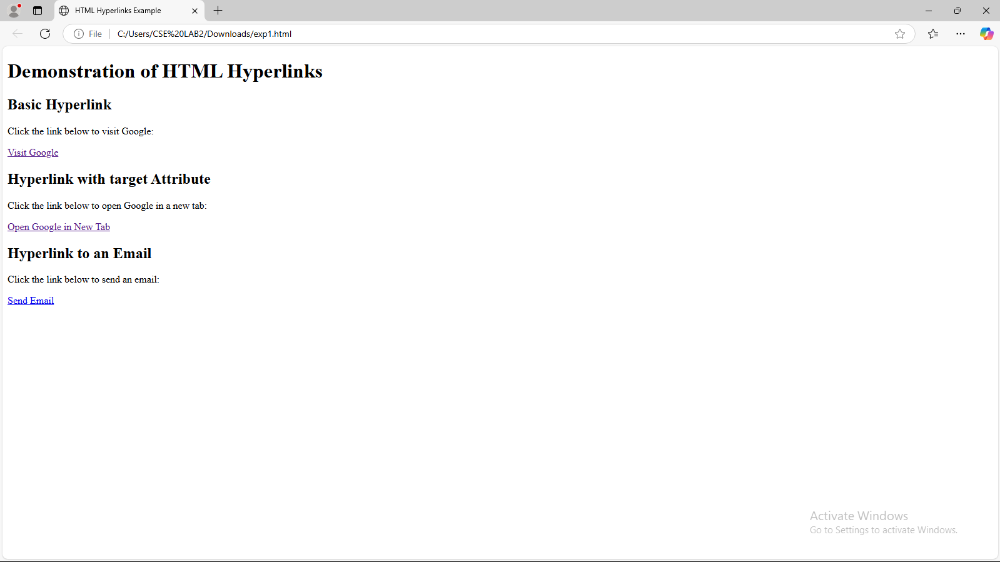 HTML Hyperlinks Example
File
C:/Users/CSE%20LAB2/Downloads/exp1.html
Demonstration of HTML Hyperlinks
Basic Hyperlink
Click the link below to visit Google:
Visit Google
Hyperlink with target Attribute
Click the link below to open Google in a new tab:
Open Google in New Tab
Hyperlink to an Email
Click the link below to send an email:
Send Email
Activate Windows
Go to Settings to activate Windows.